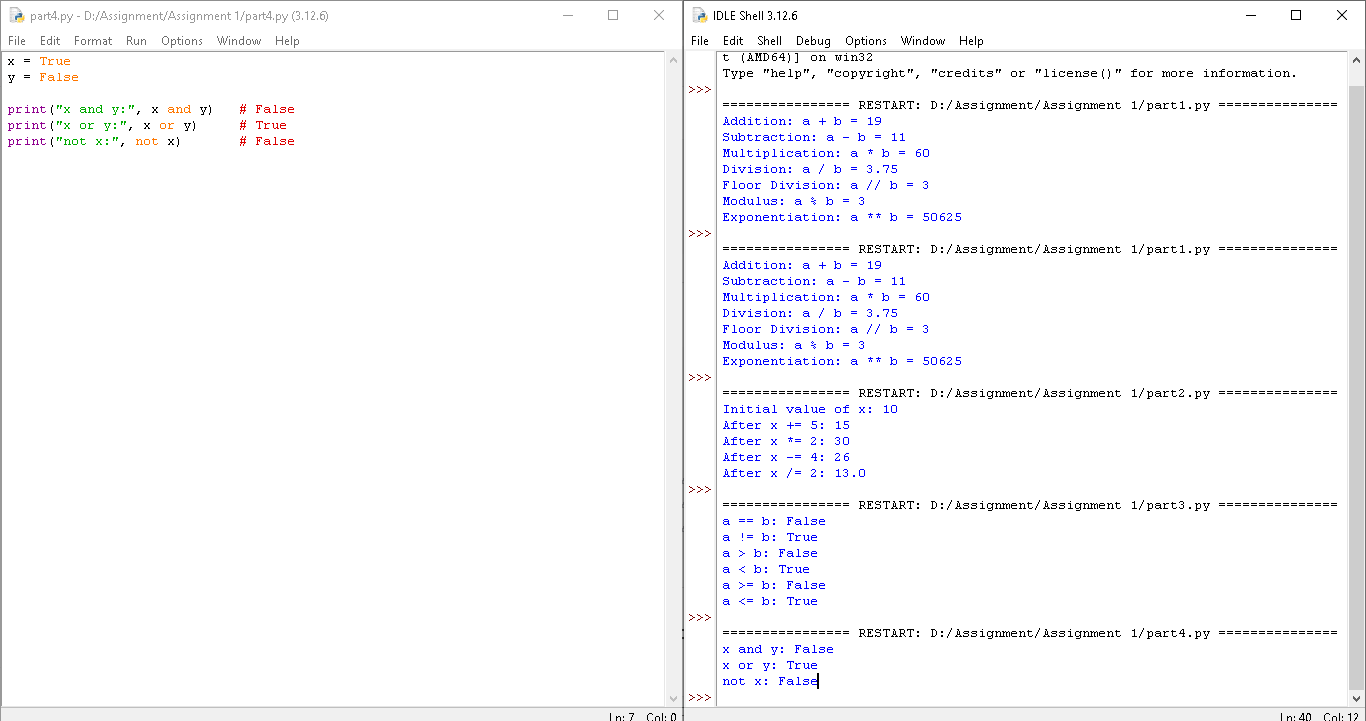 part4.py - D:/Assignment/Assignment 1/part4.py (3.12.6)
File Edit Format Run Options Window Help
x = True
y = False

print("x and y:", x and y)   # False
print("x or y:", x or y)     # True
print("not x:", not x)       # False
Ln: 7 Col: 0
IDLE Shell 3.12.6
File Edit Shell Debug Options Window Help
t (AMD64)] on win32
Type "help", "copyright", "credits" or "license()" for more information.
>>>
================ RESTART: D:/Assignment/Assignment 1/part1.py ===============
Addition: a + b = 19
Subtraction: a - b = 11
Multiplication: a * b = 60
Division: a / b = 3.75
Floor Division: a // b = 3
Modulus: a % b = 3
Exponentiation: a ** b = 50625
>>>
================ RESTART: D:/Assignment/Assignment 1/part1.py ===============
Addition: a + b = 19
Subtraction: a - b = 11
Multiplication: a * b = 60
Division: a / b = 3.75
Floor Division: a // b = 3
Modulus: a % b = 3
Exponentiation: a ** b = 50625
>>>
================ RESTART: D:/Assignment/Assignment 1/part2.py ===============
Initial value of x: 10
After x += 5: 15
After x *= 2: 30
After x -= 4: 26
After x /= 2: 13.0
>>>
================ RESTART: D:/Assignment/Assignment 1/part3.py ===============
a == b: False
a != b: True
a > b: False
a < b: True
a >= b: False
a <= b: True
>>>
================ RESTART: D:/Assignment/Assignment 1/part4.py ===============
x and y: False
x or y: True
not x: False
>>>
Ln: 40 Col: 12